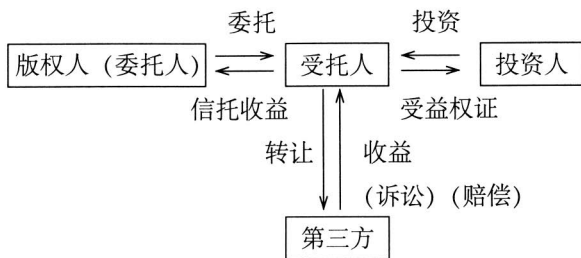 委托 投资
版权人（委托人） 受托人 投资人
信托收益 受益权证
转让 收益
(诉讼) (赔偿)
第三方